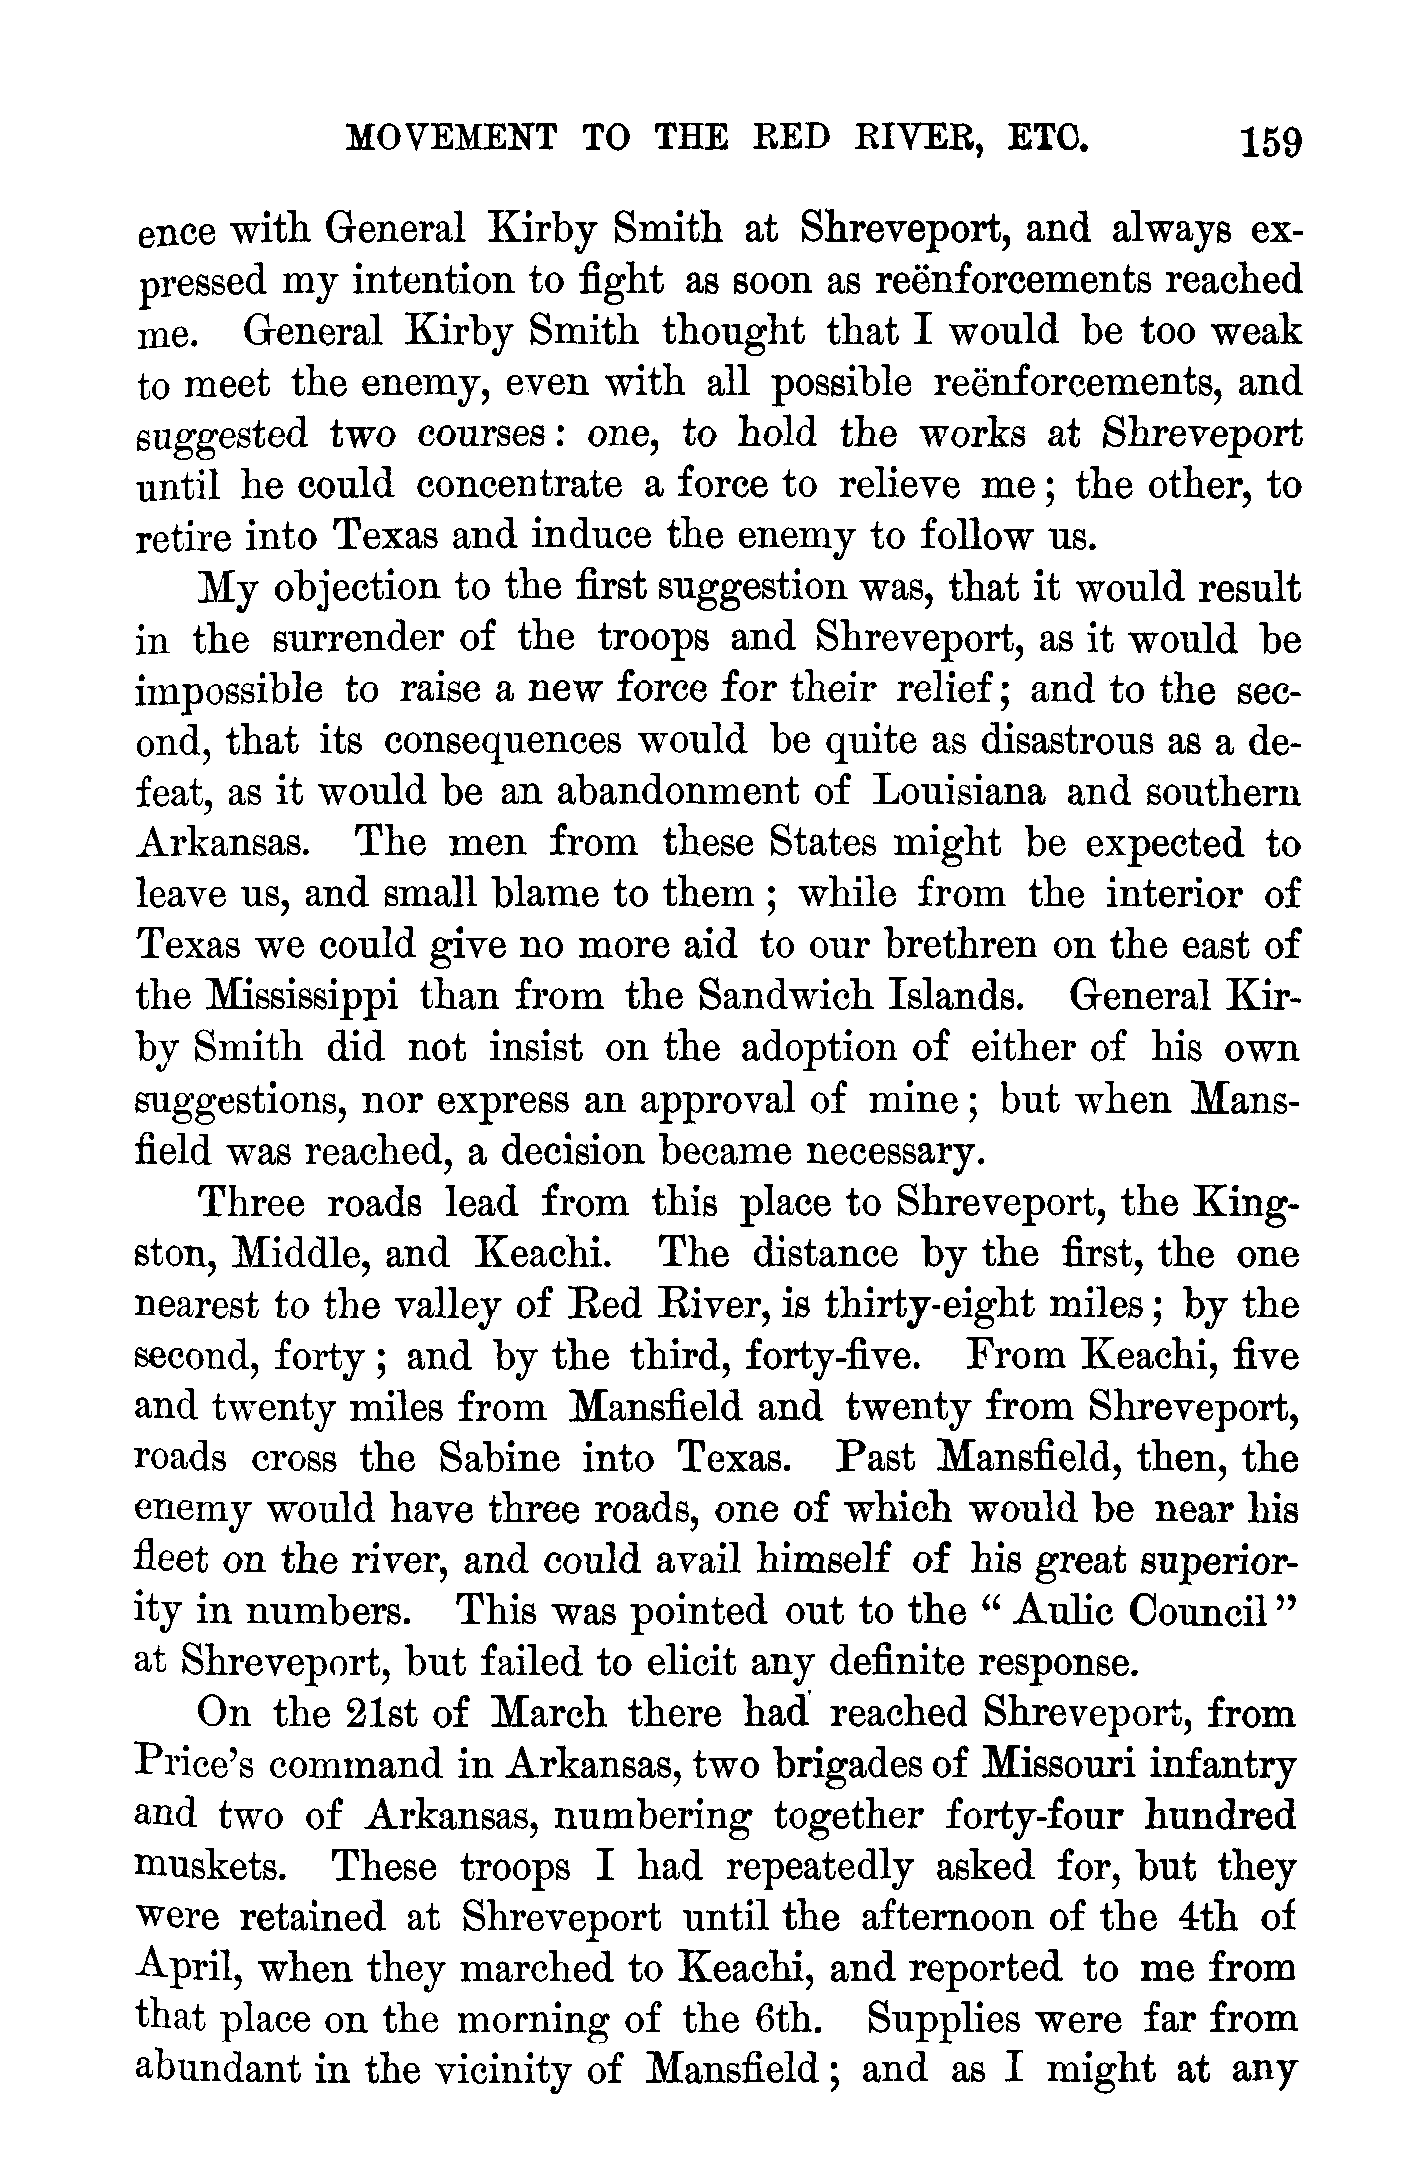 MOVEMENT TO THE RED RIVER, ETC. 159
ence with General Kirby Smith at Shreveport, and always ex-
pressed my intention to fight as soon as reënforcements reached
me. General Kirby Smith thought that I would be too weak
to meet the enemy, even with all possible reënforcements, and
suggested two courses: one, to hold the works at Shreveport
until he could concentrate a force to relieve me; the other, to
retire into Texas and induce the enemy to follow us.
My objection to the first suggestion was, that it would result
in the surrender of the troops and Shreveport, as it would be
impossible to raise a new force for their relief; and to the sec-
ond, that its consequences would be quite as disastrous as a de-
feat, as it would be an abandonment of Louisiana and southern
Arkansas. The men from these States might be expected to
leave us, and small blame to them; while from the interior of
Texas we could give no more aid to our brethren on the east of
the Mississippi than from the Sandwich Islands. General Kir-
by Smith did not insist on the adoption of either of his own
suggestions, nor express an approval of mine; but when Mans-
field was reached, a decision became necessary.
Three roads lead from this place to Shreveport, the King-
ston, Middle, and Keachi. The distance by the first, the one
nearest to the valley of Red River, is thirty-eight miles; by the
second, forty; and by the third, forty-five. From Keachi, five
and twenty miles from Mansfield and twenty from Shreveport,
roads cross the Sabine into Texas. Past Mansfield, then, the
enemy would have three roads, one of which would be near his
fleet on the river, and could avail himself of his great superior-
ity in numbers. This was pointed out to the "Aulic Council"
at Shreveport, but failed to elicit any definite response.
On the 21st of March there had reached Shreveport, from
Price's command in Arkansas, two brigades of Missouri infantry
and two of Arkansas, numbering together forty-four hundred
muskets. These troops I had repeatedly asked for, but they
were retained at Shreveport until the afternoon of the 4th of
April, when they marched to Keachi, and reported to me from
that place on the morning of the 6th. Supplies were far from
abundant in the vicinity of Mansfield; and as I might at any